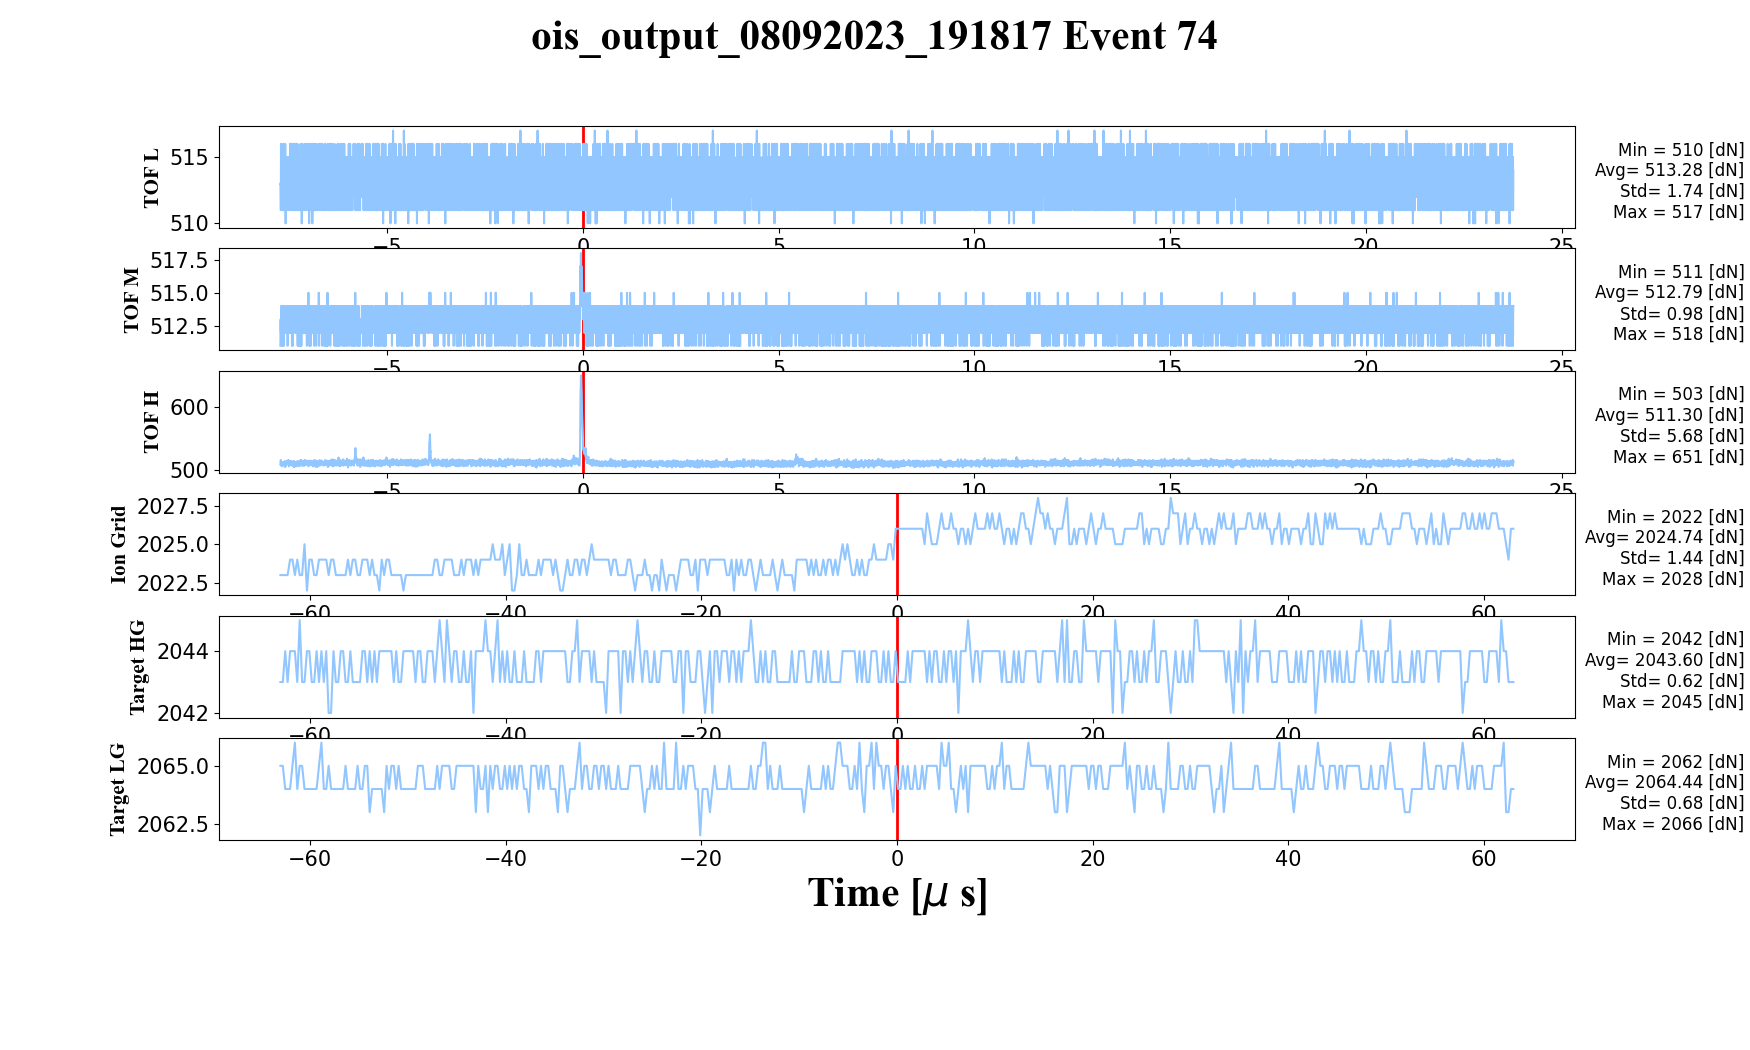 ois_output_08092023_191817 Event 74
TOF L
515
510
−5 0 5 10 15 20 25
Min = 510 [dN]
Avg= 513.28 [dN]
Std= 1.74 [dN]
Max = 517 [dN]
TOF M
517.5
515.0
512.5
−5 0 5 10 15 20 25
Min = 511 [dN]
Avg= 512.79 [dN]
Std= 0.98 [dN]
Max = 518 [dN]
TOF H
600
500
−5 0 5 10 15 20 25
Min = 503 [dN]
Avg= 511.30 [dN]
Std= 5.68 [dN]
Max = 651 [dN]
Ion Grid
2027.5
2025.0
2022.5
−60 −40 −20 0 20 40 60
Min = 2022 [dN]
Avg= 2024.74 [dN]
Std= 1.44 [dN]
Max = 2028 [dN]
Target HG
2044
2042
−60 −40 −20 0 20 40 60
Min = 2042 [dN]
Avg= 2043.60 [dN]
Std= 0.62 [dN]
Max = 2045 [dN]
Target LG
2065.0
2062.5
−60 −40 −20 0 20 40 60
Min = 2062 [dN]
Avg= 2064.44 [dN]
Std= 0.68 [dN]
Max = 2066 [dN]
Time [μ s]